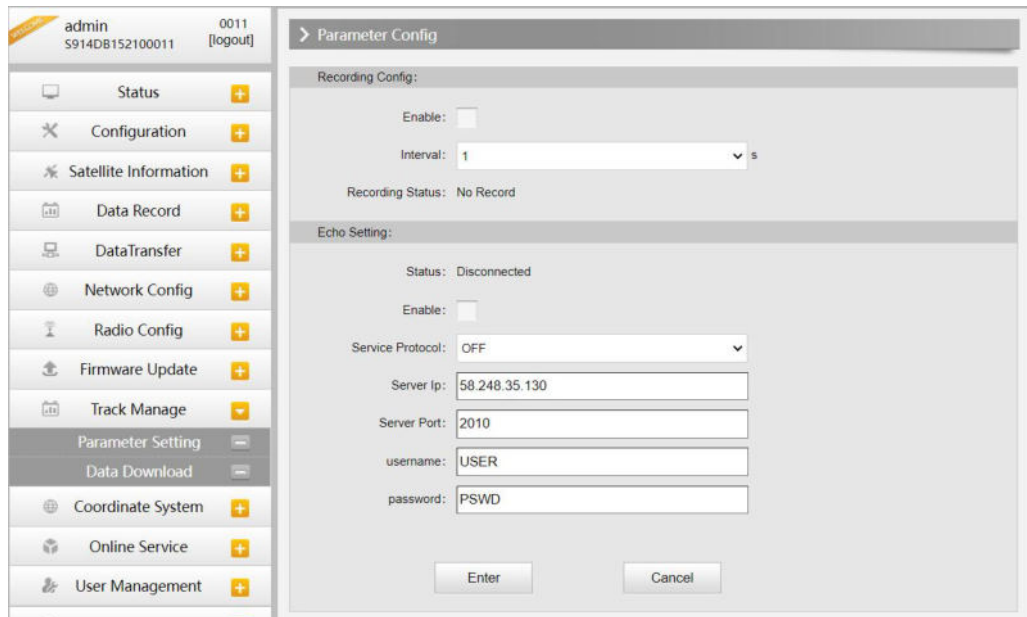 WELCOME
admin
0011
S914DB152100011
[logout]
Status
Configuration
Satellite Information
Data Record
DataTransfer
Network Config
Radio Config
Firmware Update
Track Manage
Parameter Setting
Data Download
Coordinate System
Online Service
User Management
Parameter Config
Recording Config:
Enable:
Interval: 1 s
Recording Status: No Record
Echo Setting:
Status: Disconnected
Enable:
Service Protocol: OFF
Server Ip: 58.248.35.130
Server Port: 2010
username: USER
password: PSWD
Enter Cancel